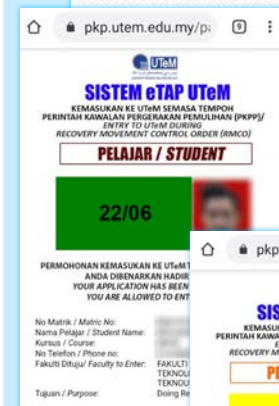 pkp.utem.edu.my/pa
9
UTeM
SISTEM eTAP UTeM
KEMASUKAN KE UTeM SEMASA TEMPOH
PERINTAH KAWALAN PERGERAKAN PEMULIHAN (PKPP)/
ENTRY TO UTeM DURING
RECOVERY MOVEMENT CONTROL ORDER (RMCO)
PELAJAR / STUDENT
22/06
PERMOHONAN KEMASUKAN KE UTeM T
ANDA DIBENARKAN HADIR
YOUR APPLICATION HAS BEEN
YOU ARE ALLOWED TO ENT
No Matrik / Matric No:
Nama Pelajar / Student Name:
Kursus / Course:
No Telefon / Phone no:
Fakulti Dituju/ Faculty to Enter: FAKULTI
TEKNOL
TEKNOL
Tujuan / Purpose: Doing Re
pkp
SIS
KEMASUK
PERINTAH KAWA
E
RECOVERY M
PE